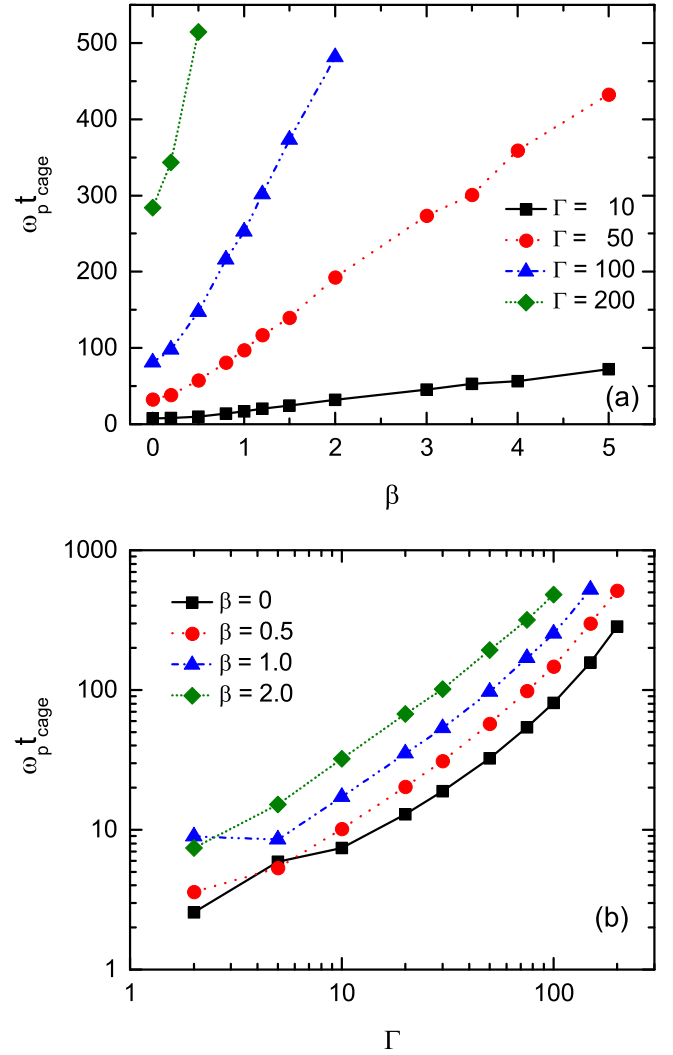 500
400
300
200
100
0
ω_p t_cage
Γ = 10
Γ = 50
Γ = 100
Γ = 200
(a)
0 1 2 3 4 5
β
1000
100
10
1
ω_p t_cage
β = 0
β = 0.5
β = 1.0
β = 2.0
(b)
1 10 100
Γ